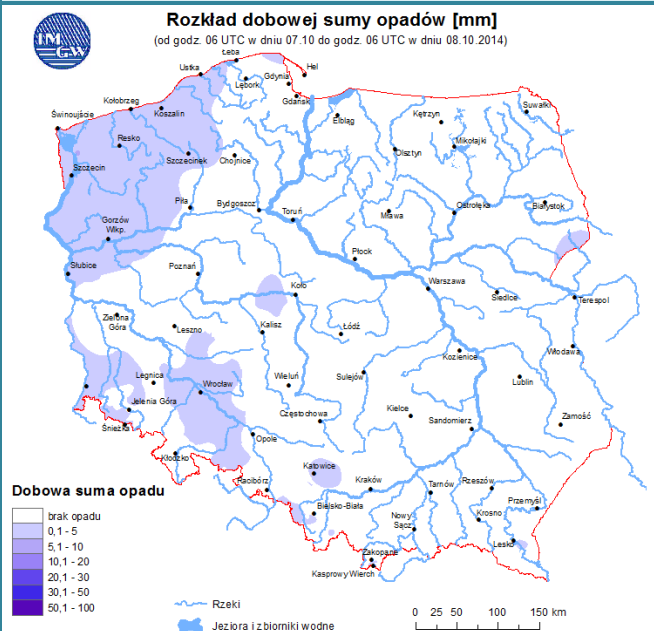 IM
GW
Rozkład dobowej sumy opadów [mm]
(od godz. 06 UTC w dniu 07.10 do godz. 06 UTC w dniu 08.10.2014)
Łeba
Ustka
Hel
Gdynia
Lębork
Gdańsk
Kołobrzeg
Koszalin
Świnoujście
Elbląg
Kętrzyn
Suwałki
Resko
Mikołajki
Olsztyn
Szczecinek
Chojnice
Szczecin
Piła
Bydgoszcz
Toruń
Mława
Ostrołęka
Białystok
Gorzów
Wlkp.
Płock
Słubice
Poznań
Koło
Warszawa
Siedlce
Terespol
Zielona
Góra
Leszno
Kalisz
Łódź
Kozienice
Włodawa
Legnica
Wrocław
Wieluń
Sulejów
Lublin
Jelenia Góra
Śnieżka
Częstochowa
Kielce
Sandomierz
Zamość
Opole
Kłodzko
Katowice
Racibórz
Kraków
Tarnów
Rzeszów
Przemyśl
Bielsko-Biała
Nowy
Sącz
Krosno
Lesko
Zakopane
Kasprowy Wierch
Dobowa suma opadu
brak opadu
0,1 - 5
5,1 - 10
10,1 - 20
20,1 - 30
30,1 - 50
50,1 - 100
Rzeki
Jeziora i zbiorniki wodne
0 25 50 100 150 km